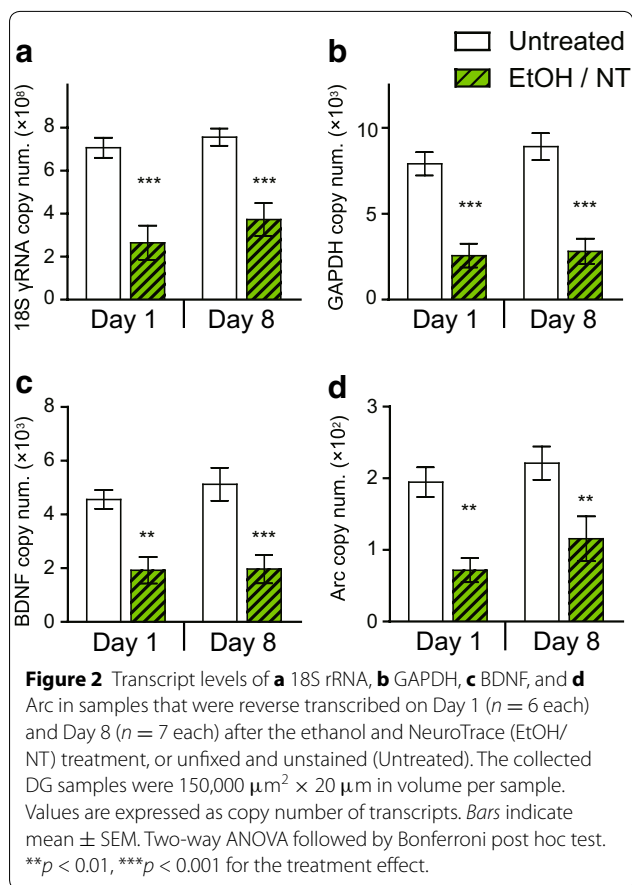 Untreated
EtOH / NT
a
18S γRNA copy num. (×10⁸)
8
6
4
2
0
***
***
Day 1
Day 8
b
GAPDH copy num. (×10³)
10
5
0
***
***
Day 1
Day 8
c
BDNF copy num. (×10³)
8
6
4
2
0
**
***
Day 1
Day 8
d
Arc copy num. (×10²)
3
2
1
0
**
**
Day 1
Day 8
Figure 2 Transcript levels of a 18S rRNA, b GAPDH, c BDNF, and d
Arc in samples that were reverse transcribed on Day 1 (n = 6 each)
and Day 8 (n = 7 each) after the ethanol and NeuroTrace (EtOH/
NT) treatment, or unfixed and unstained (Untreated). The collected
DG samples were 150,000 μm² × 20 μm in volume per sample.
Values are expressed as copy number of transcripts. Bars indicate
mean ± SEM. Two-way ANOVA followed by Bonferroni post hoc test.
**p < 0.01, ***p < 0.001 for the treatment effect.